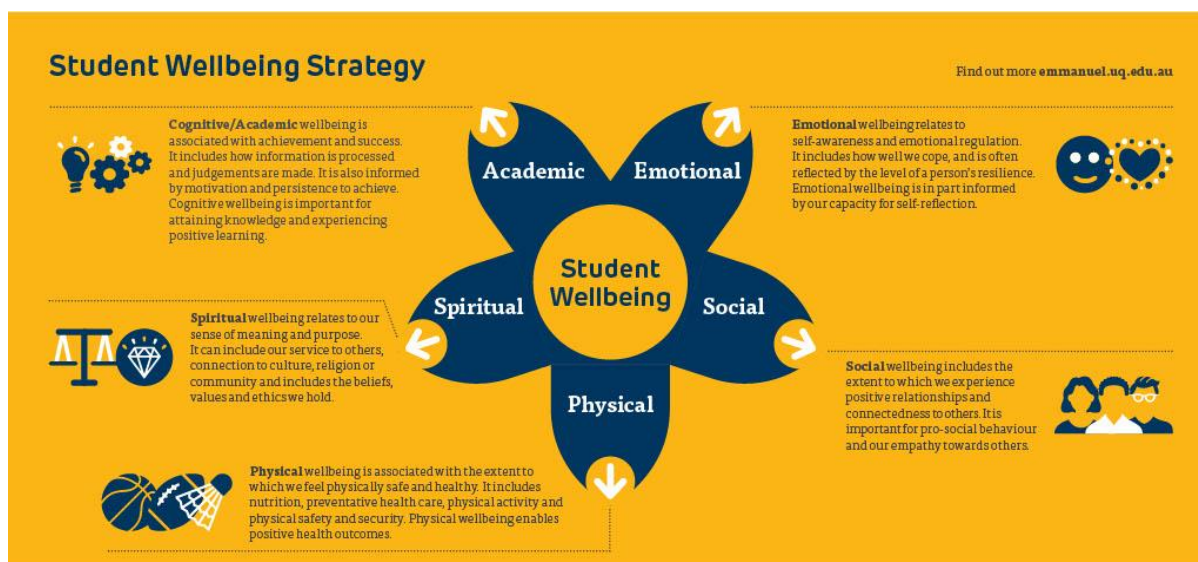 Student Wellbeing Strategy
Find out more emmanuel.uq.edu.au
Cognitive/Academic wellbeing is
associated with achievement and success.
It includes how information is processed
and judgements are made. It is also informed
by motivation and persistence to achieve.
Cognitive wellbeing is important for
attaining knowledge and experiencing
positive learning.
Academic
Emotional
Emotional wellbeing relates to
self-awareness and emotional regulation.
It includes how well we cope, and is often
reflected by the level of a person's resilience.
Emotional wellbeing is in part informed
by our capacity for self-reflection.
Student
Wellbeing
Spiritual
Social
Spiritual wellbeing relates to our
sense of meaning and purpose.
It can include our service to others,
connection to culture, religion or
community and includes the beliefs,
values and ethics we hold.
Social wellbeing includes the
extent to which we experience
positive relationships and
connectedness to others. It is
important for pro-social behaviour
and our empathy towards others.
Physical
Physical wellbeing is associated with the extent to
which we feel physically safe and healthy. It includes
nutrition, preventative health care, physical activity and
physical safety and security. Physical wellbeing enables
positive health outcomes.